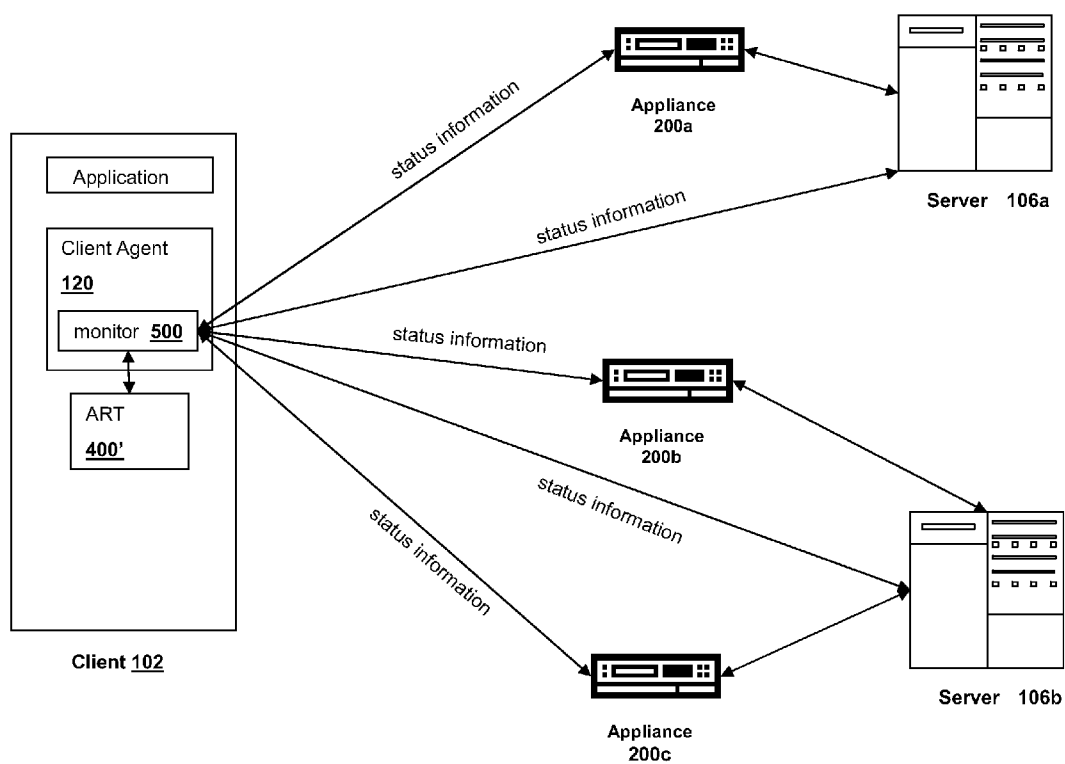 Application
Client Agent
120
monitor 500
ART
400’
Client 102
status information
status information
status information
status information
status information
Appliance
200a
Server 106a
Appliance
200b
Appliance
200c
Server 106b